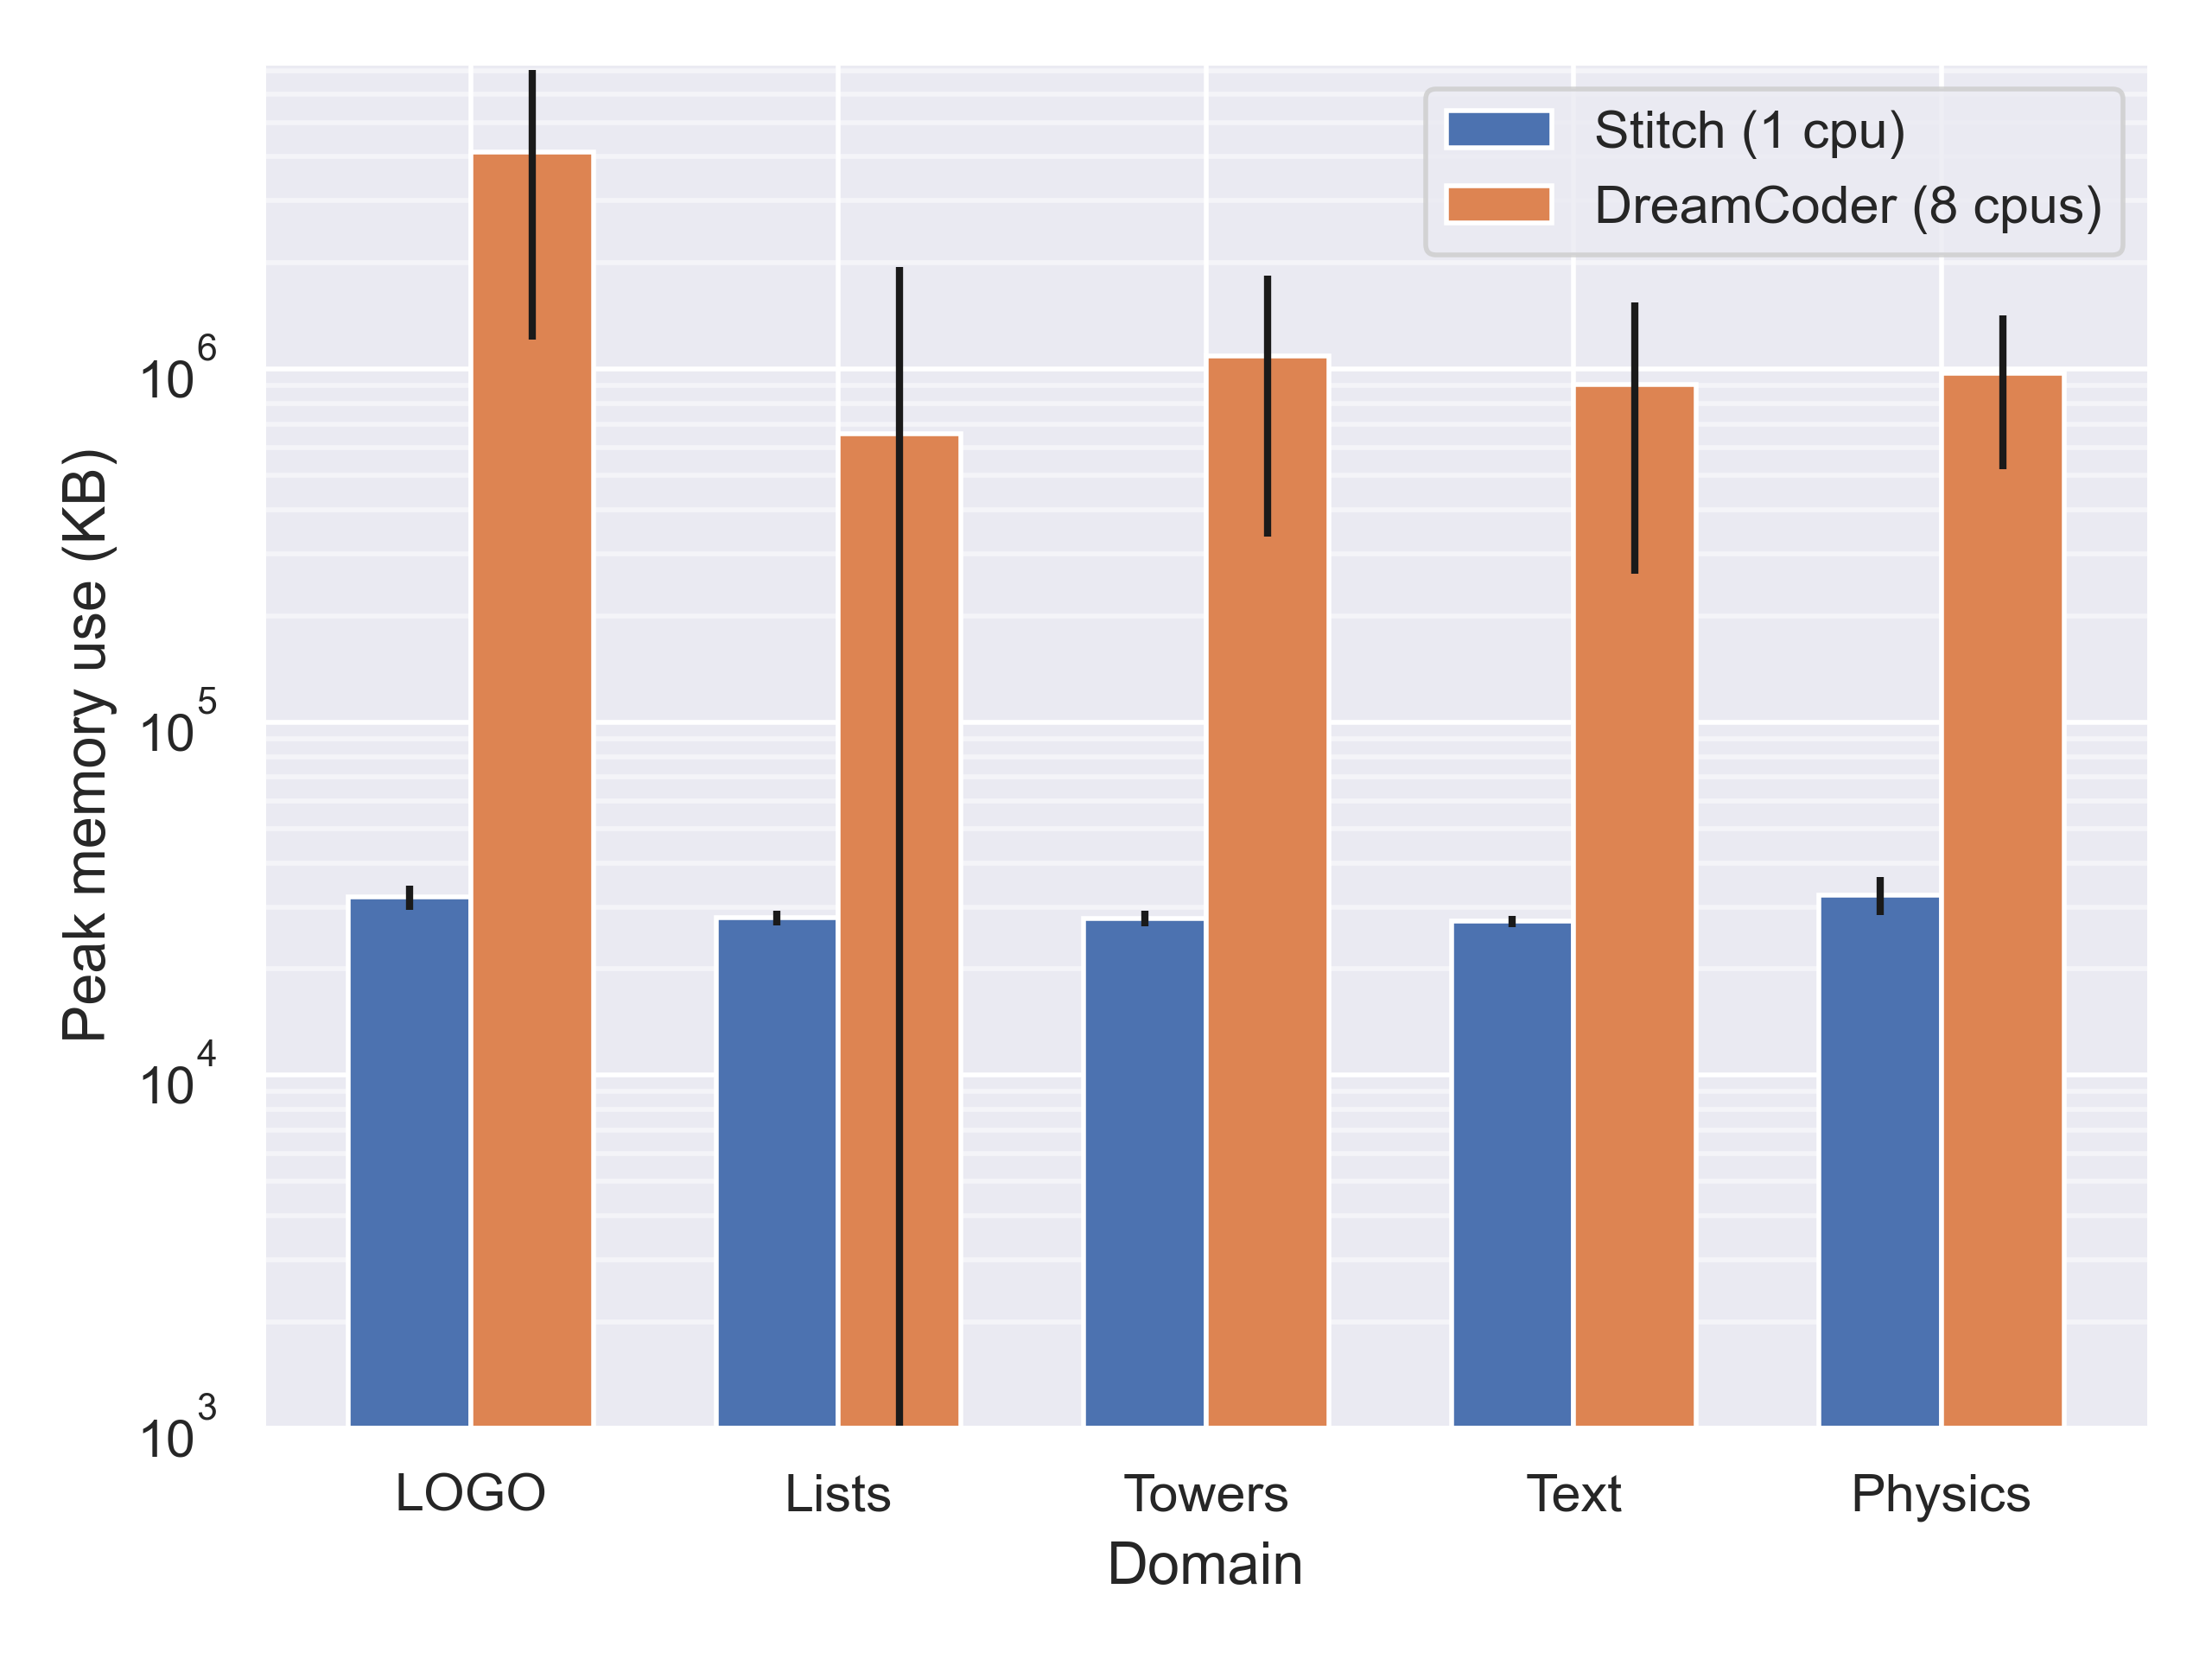 Stitch (1 cpu)
DreamCoder (8 cpus)
Peak memory use (KB)
10^6
10^5
10^4
10^3
LOGO Lists Towers Text Physics
Domain